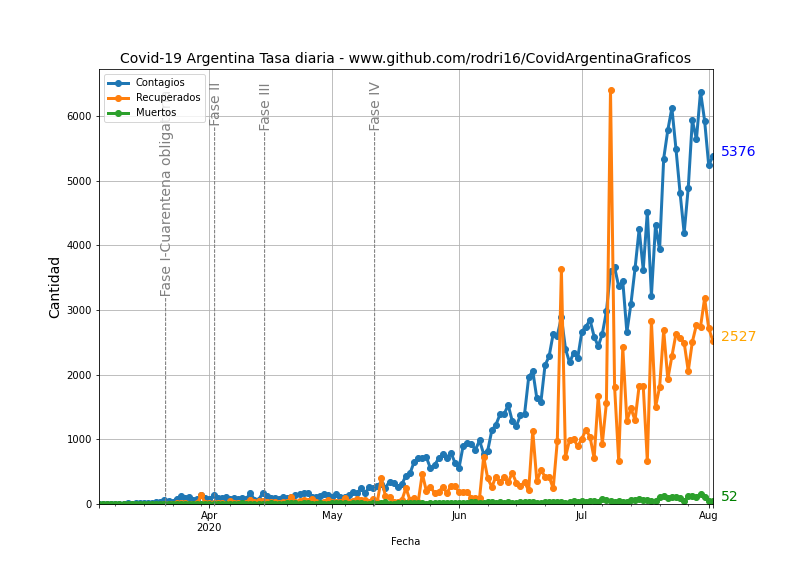 Covid-19 Argentina Tasa diaria - www.github.com/rodri16/CovidArgentinaGraficos
Contagios
Recuperados
Muertos
Fase I-Cuarentena obligat
Fase II
Fase III
Fase IV
Cantidad
6000
5000
4000
3000
2000
1000
0
5376
2527
52
Apr
2020
May
Jun
Jul
Aug
Fecha